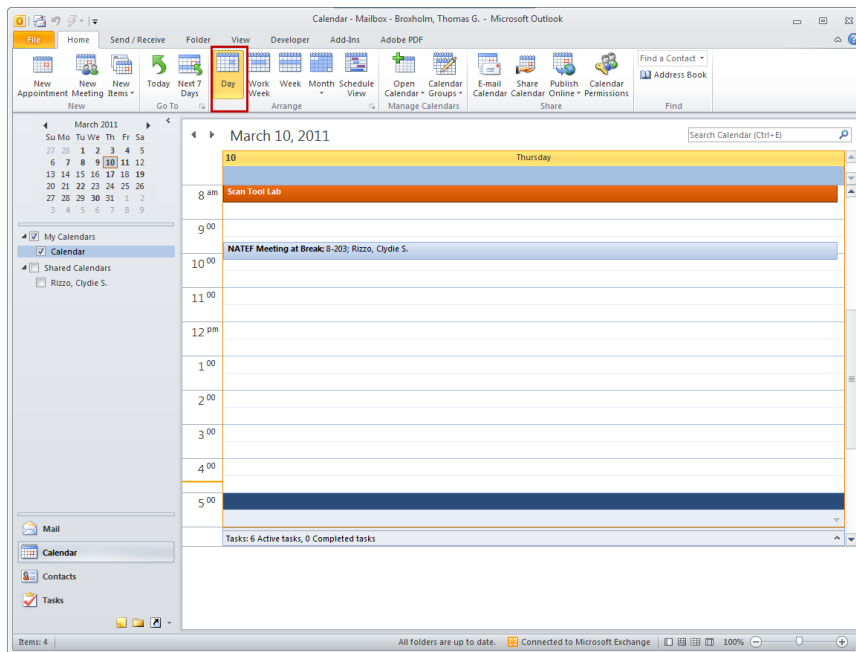 Calendar - Mailbox - Broxholm, Thomas G. - Microsoft Outlook
File Home Send / Receive Folder View Developer Add-Ins Adobe PDF
New Appointment New Meeting New Items Today Next 7 Days Day Work Week Week Month Schedule View Open Calendar Calendar Groups E-mail Calendar Share Calendar Publish Online Calendar Permissions Find a Contact
Address Book
New Go To Arrange Manage Calendars Share Find
March 2011
Su Mo Tu We Th Fr Sa
27 28 1 2 3 4 5
6 7 8 9 10 11 12
13 14 15 16 17 18 19
20 21 22 23 24 25 26
27 28 29 30 31 1 2
3 4 5 6 7 8 9
My Calendars
Calendar
Shared Calendars
Rizzo, Clydie S.
March 10, 2011
Search Calendar (Ctrl+E)
10 Thursday
8 am Scan Tool Lab
9 00
NATEF Meeting at Break; 8-203; Rizzo, Clydie S.
10 00
11 00
12 pm
1 00
2 00
3 00
4 00
5 00
Tasks: 6 Active tasks, 0 Completed tasks
Mail
Calendar
Contacts
Tasks
Items: 4 All folders are up to date. Connected to Microsoft Exchange 100%